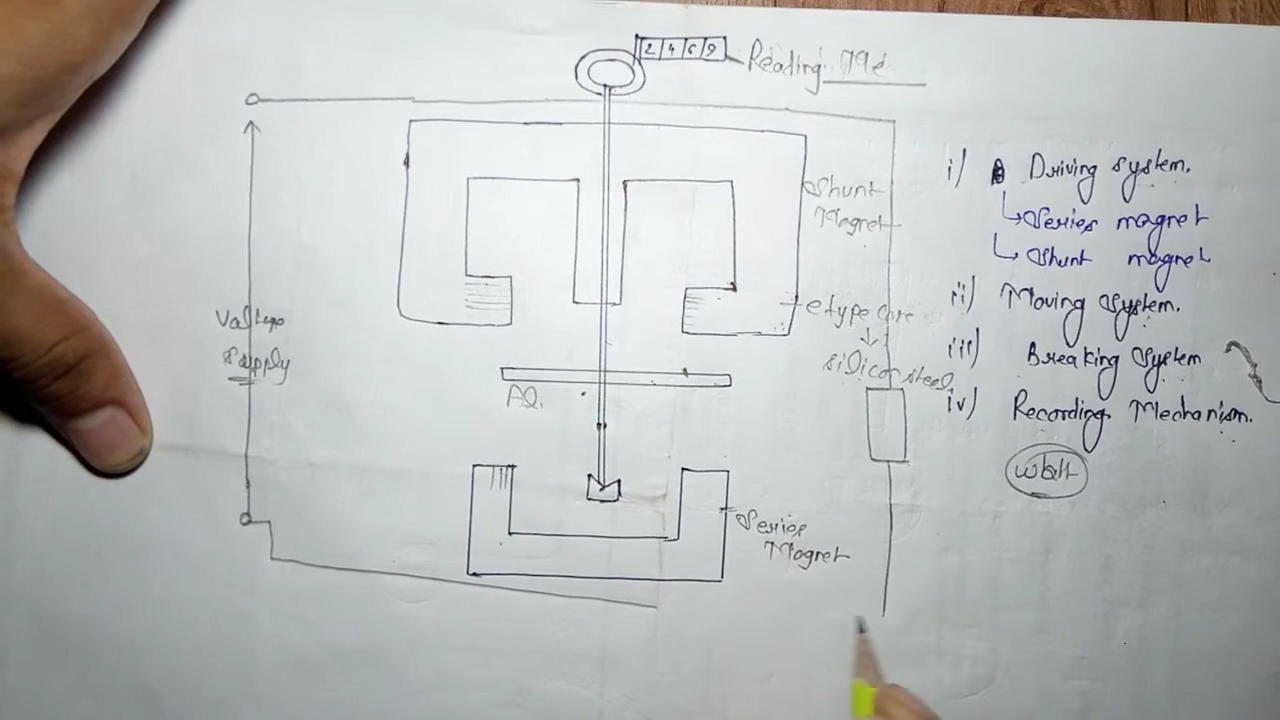 2 4 6 9
Reading
Shunt
Magnet
e type core
↓
silicon steel
Voltage
Supply
Al.
Series
Magnet
i) Driving system.
↳ Series magnet
↳ Shunt magnet
ii) Moving system.
iii) Breaking system
iv) Recording Mechanism.